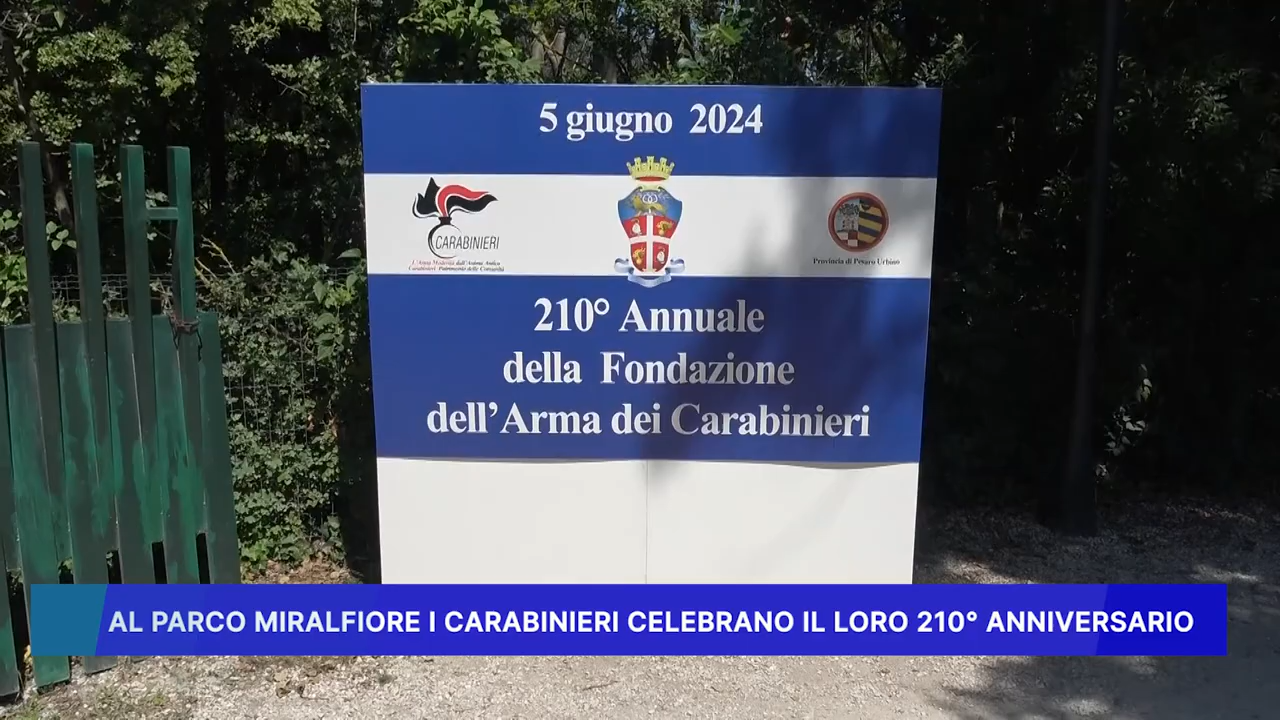 5 giugno 2024
CARABINIERI
Provincia di Pesaro Urbino
210° Annuale
della Fondazione
dell'Arma dei Carabinieri
AL PARCO MIRALFIORE I CARABINIERI CELEBRANO IL LORO 210° ANNIVERSARIO